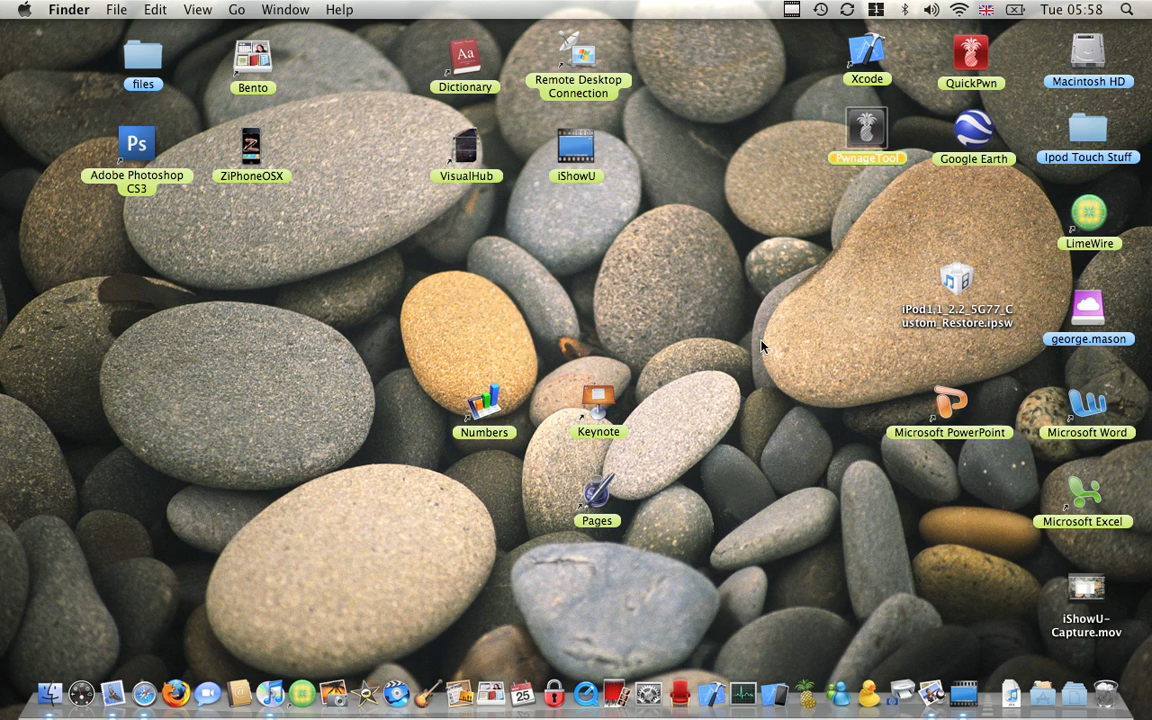 Finder File Edit View Go Window Help Tue 05:58
files
Bento
Aa
Dictionary
Remote Desktop
Connection
Xcode
QuickPwn
Macintosh HD
Ps
Adobe Photoshop
CS3
ZiPhoneOSX
VisualHub
iShowU
PwnageTool
Google Earth
Ipod Touch Stuff
LimeWire
iPod1,1_2.2_5G77_C
ustom_Restore.ipsw
george.mason
Numbers
Keynote
Microsoft PowerPoint
Microsoft Word
Pages
Microsoft Excel
iShowU-
Capture.mov
25